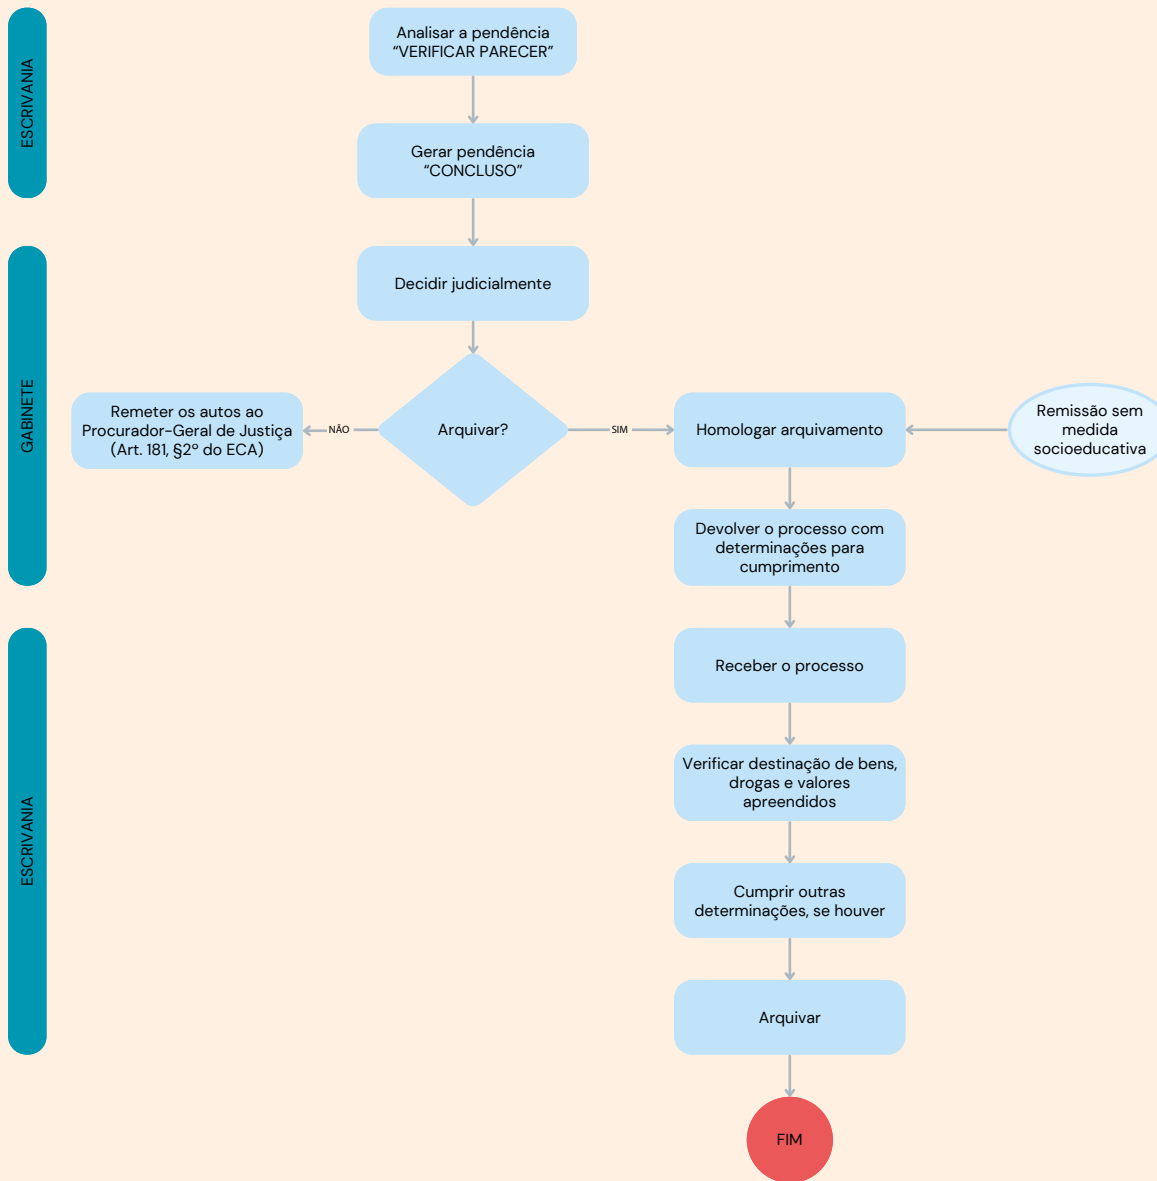 ESCRIVANIA
Analisar a pendência
“VERIFICAR PARECER”
Gerar pendência
“CONCLUSO”
GABINETE
Decidir judicialmente
Arquivar?
NÃO
Remeter os autos ao
Procurador-Geral de Justiça
(Art. 181, §2º do ECA)
SIM
Homologar arquivamento
Remissão sem
medida
socioeducativa
Devolver o processo com
determinações para
cumprimento
ESCRIVANIA
Receber o processo
Verificar destinação de bens,
drogas e valores
apreendidos
Cumprir outras
determinações, se houver
Arquivar
FIM